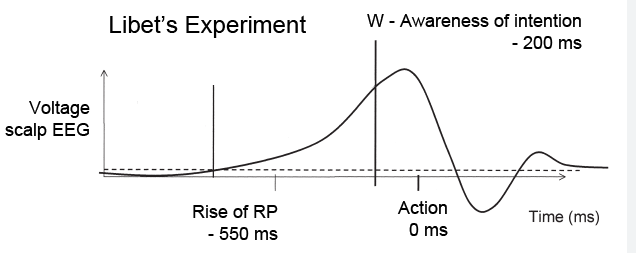 Libet's Experiment
W - Awareness of intention
- 200 ms
Voltage
scalp EEG
Rise of RP
- 550 ms
Action
0 ms
Time (ms)